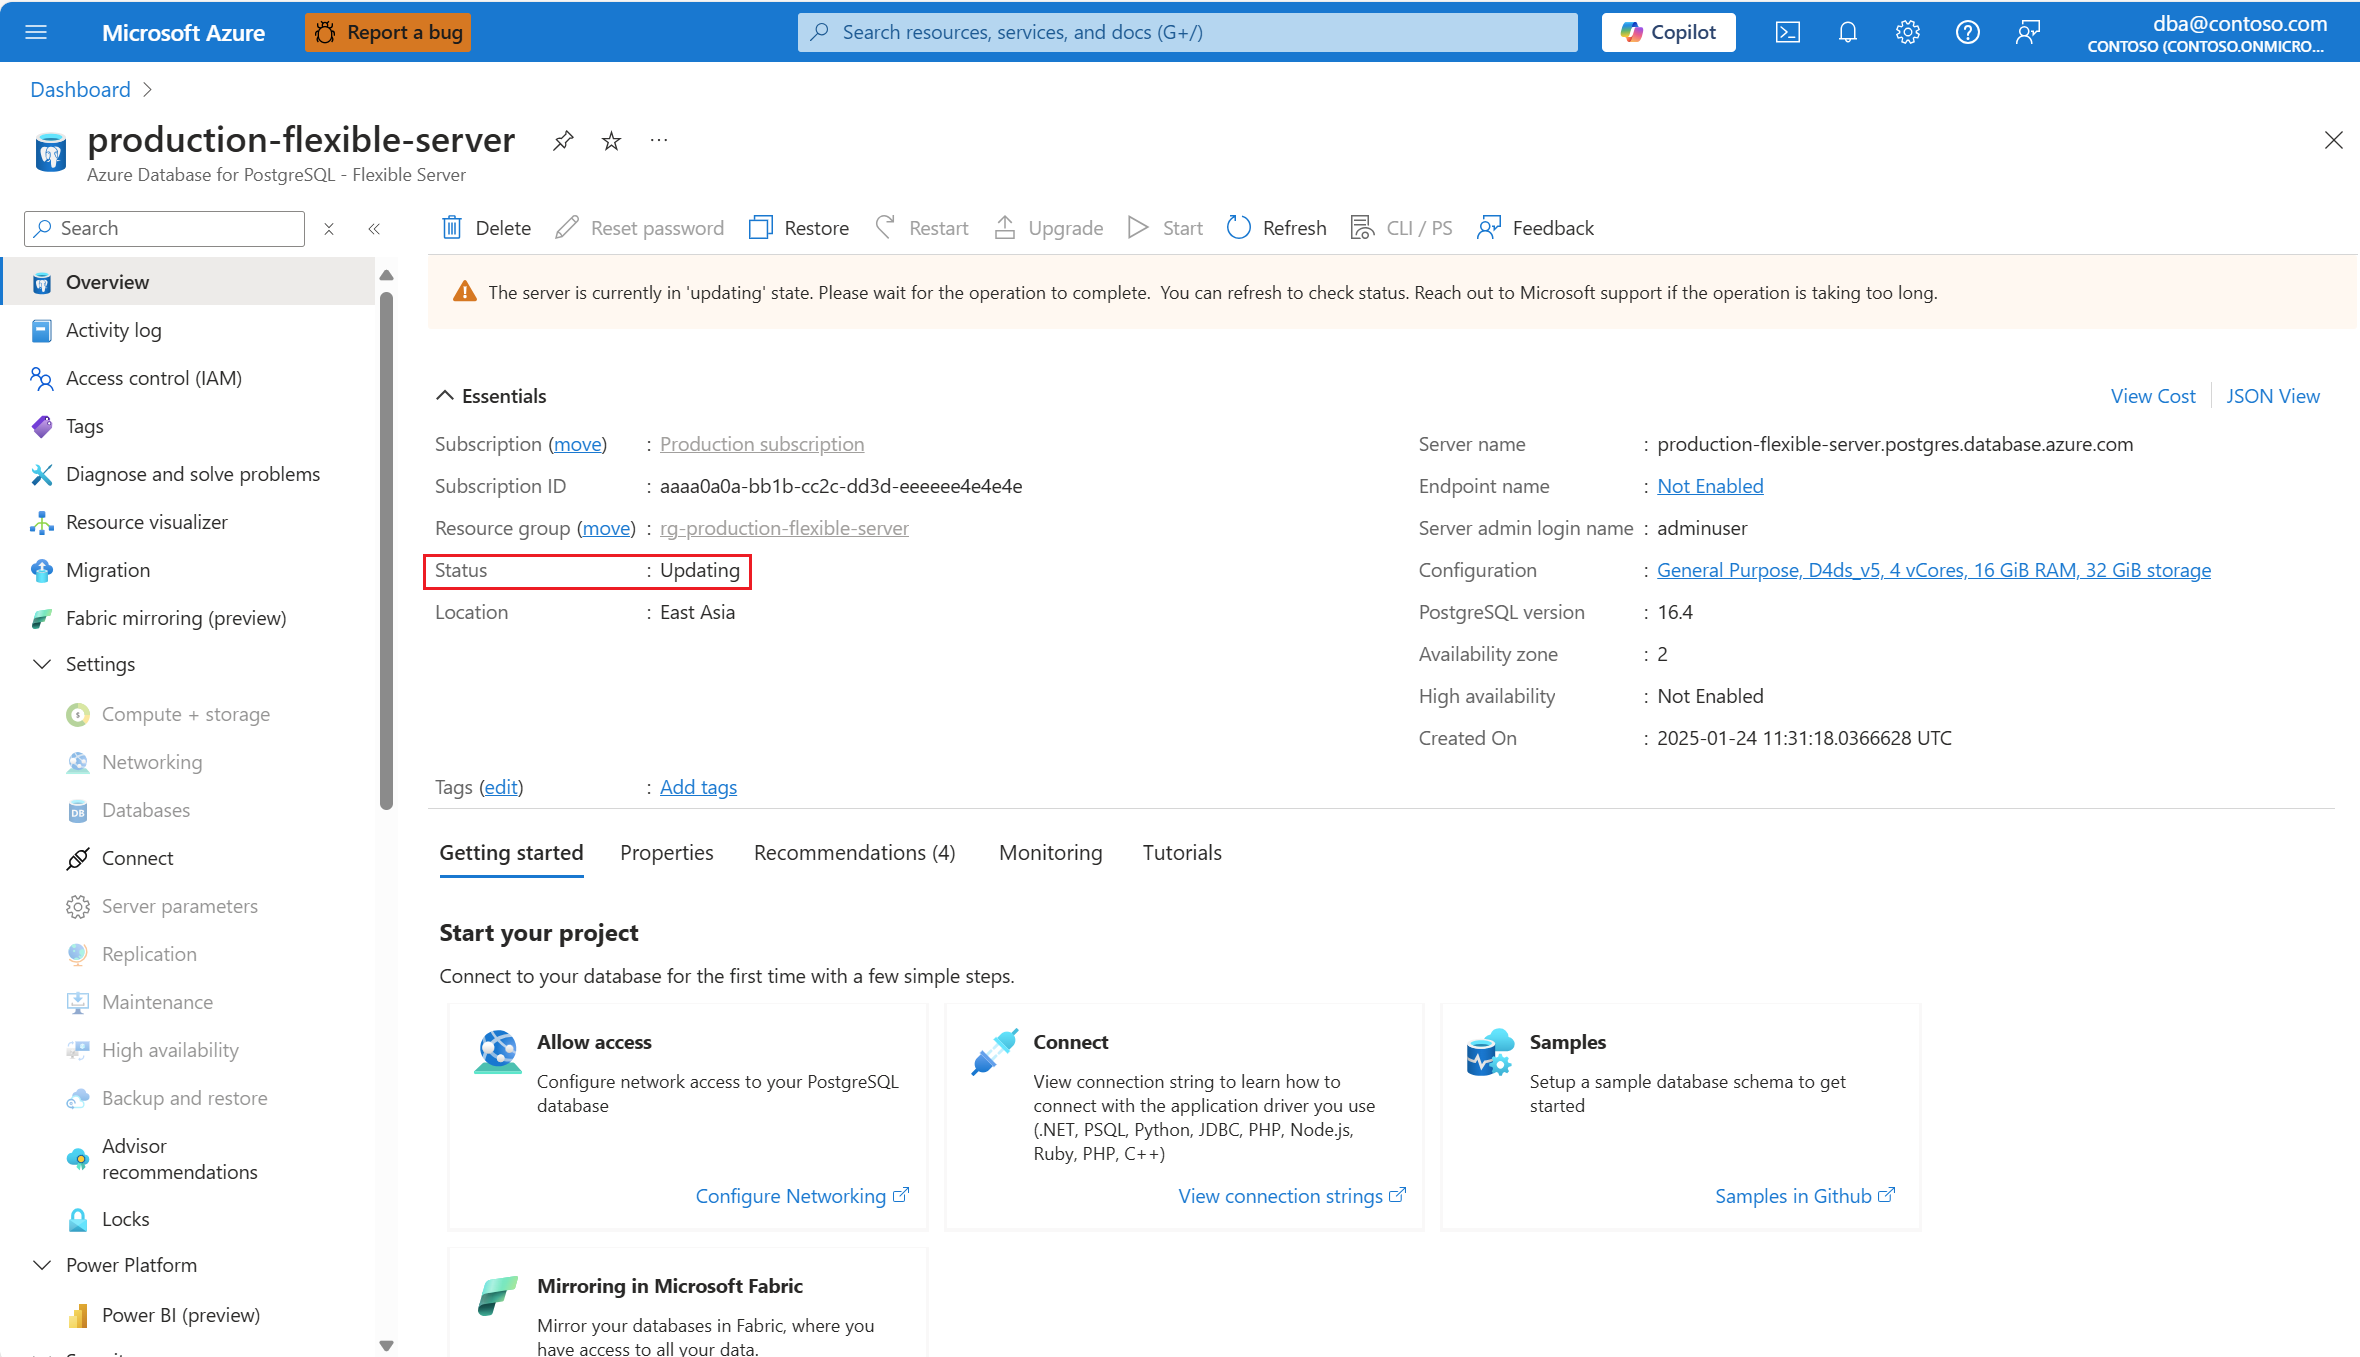 Microsoft Azure
Report a bug
Search resources, services, and docs (G+/)
Copilot
dba@contoso.com
CONTOSO (CONTOSO.ONMICRO...
Dashboard
production-flexible-server
Azure Database for PostgreSQL - Flexible Server
Search
Delete
Reset password
Restore
Restart
Upgrade
Start
Refresh
CLI / PS
Feedback
Overview
Activity log
Access control (IAM)
Tags
Diagnose and solve problems
Resource visualizer
Migration
Fabric mirroring (preview)
Settings
Compute + storage
Networking
Databases
Connect
Server parameters
Replication
Maintenance
High availability
Backup and restore
Advisor
recommendations
Locks
Power Platform
Power BI (preview)
The server is currently in 'updating' state. Please wait for the operation to complete.  You can refresh to check status. Reach out to Microsoft support if the operation is taking too long.
Essentials
View Cost
JSON View
Subscription (move) : Production subscription
Subscription ID : aaaa0a0a-bb1b-cc2c-dd3d-eeeeee4e4e4e
Resource group (move) : rg-production-flexible-server
Status : Updating
Location : East Asia
Server name : production-flexible-server.postgres.database.azure.com
Endpoint name : Not Enabled
Server admin login name : adminuser
Configuration : General Purpose, D4ds_v5, 4 vCores, 16 GiB RAM, 32 GiB storage
PostgreSQL version : 16.4
Availability zone : 2
High availability : Not Enabled
Created On : 2025-01-24 11:31:18.0366628 UTC
Tags (edit) : Add tags
Getting started
Properties
Recommendations (4)
Monitoring
Tutorials
Start your project
Connect to your database for the first time with a few simple steps.
Allow access
Configure network access to your PostgreSQL
database
Configure Networking
Connect
View connection string to learn how to
connect with the application driver you use
(.NET, PSQL, Python, JDBC, PHP, Node.js,
Ruby, PHP, C++)
View connection strings
Samples
Setup a sample database schema to get
started
Samples in Github
Mirroring in Microsoft Fabric
Mirror your databases in Fabric, where you
have access to all your data.